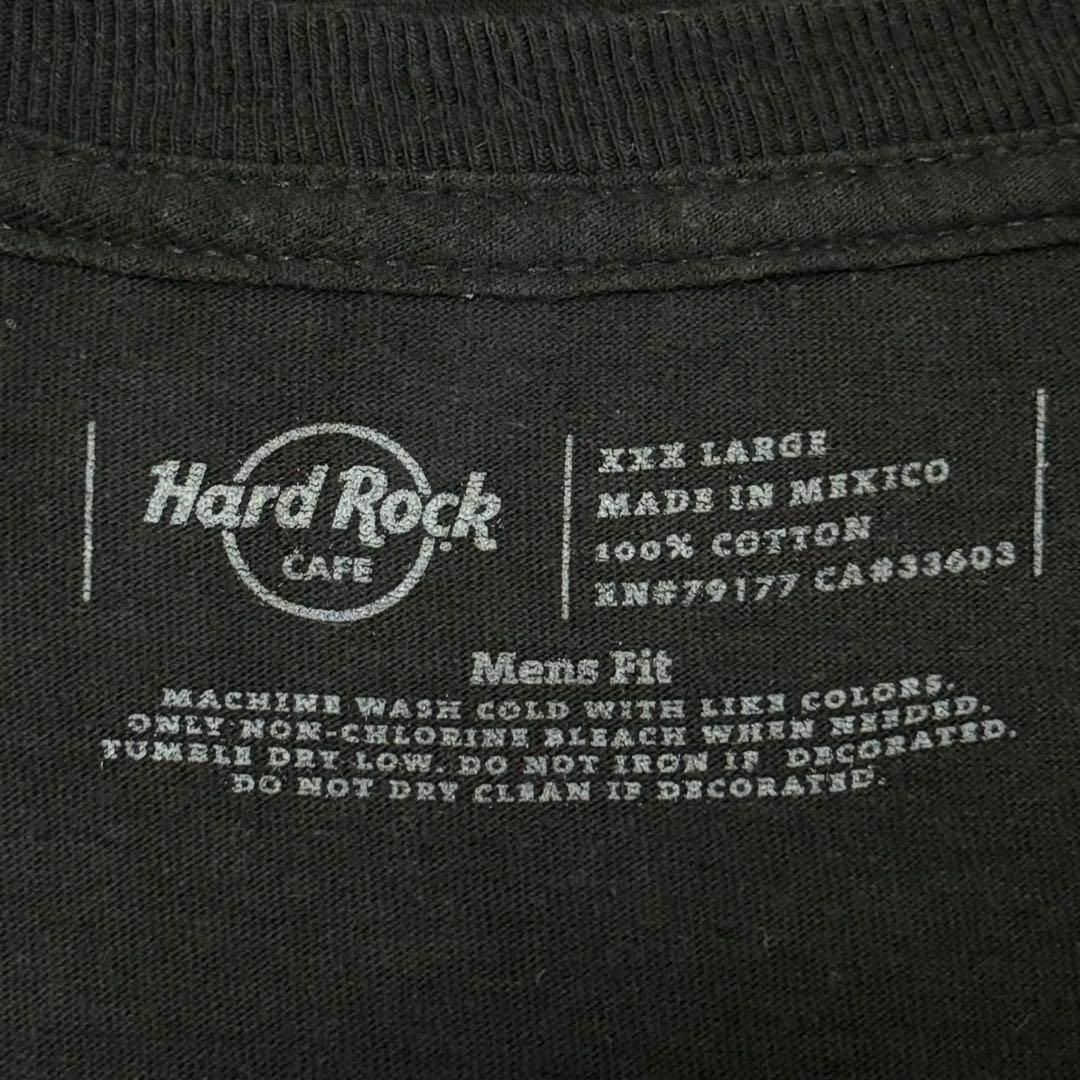 Hard Rock
CAFE
XXX LARGE
MADE IN MEXICO
100% COTTON
RN#79177 CA#33603
Mens Fit
MACHINE WASH COLD WITH LIKE COLORS.
ONLY NON-CHLORINE BLEACH WHEN NEEDED.
TUMBLE DRY LOW. DO NOT IRON IF DECORATED.
DO NOT DRY CLEAN IF DECORATED.